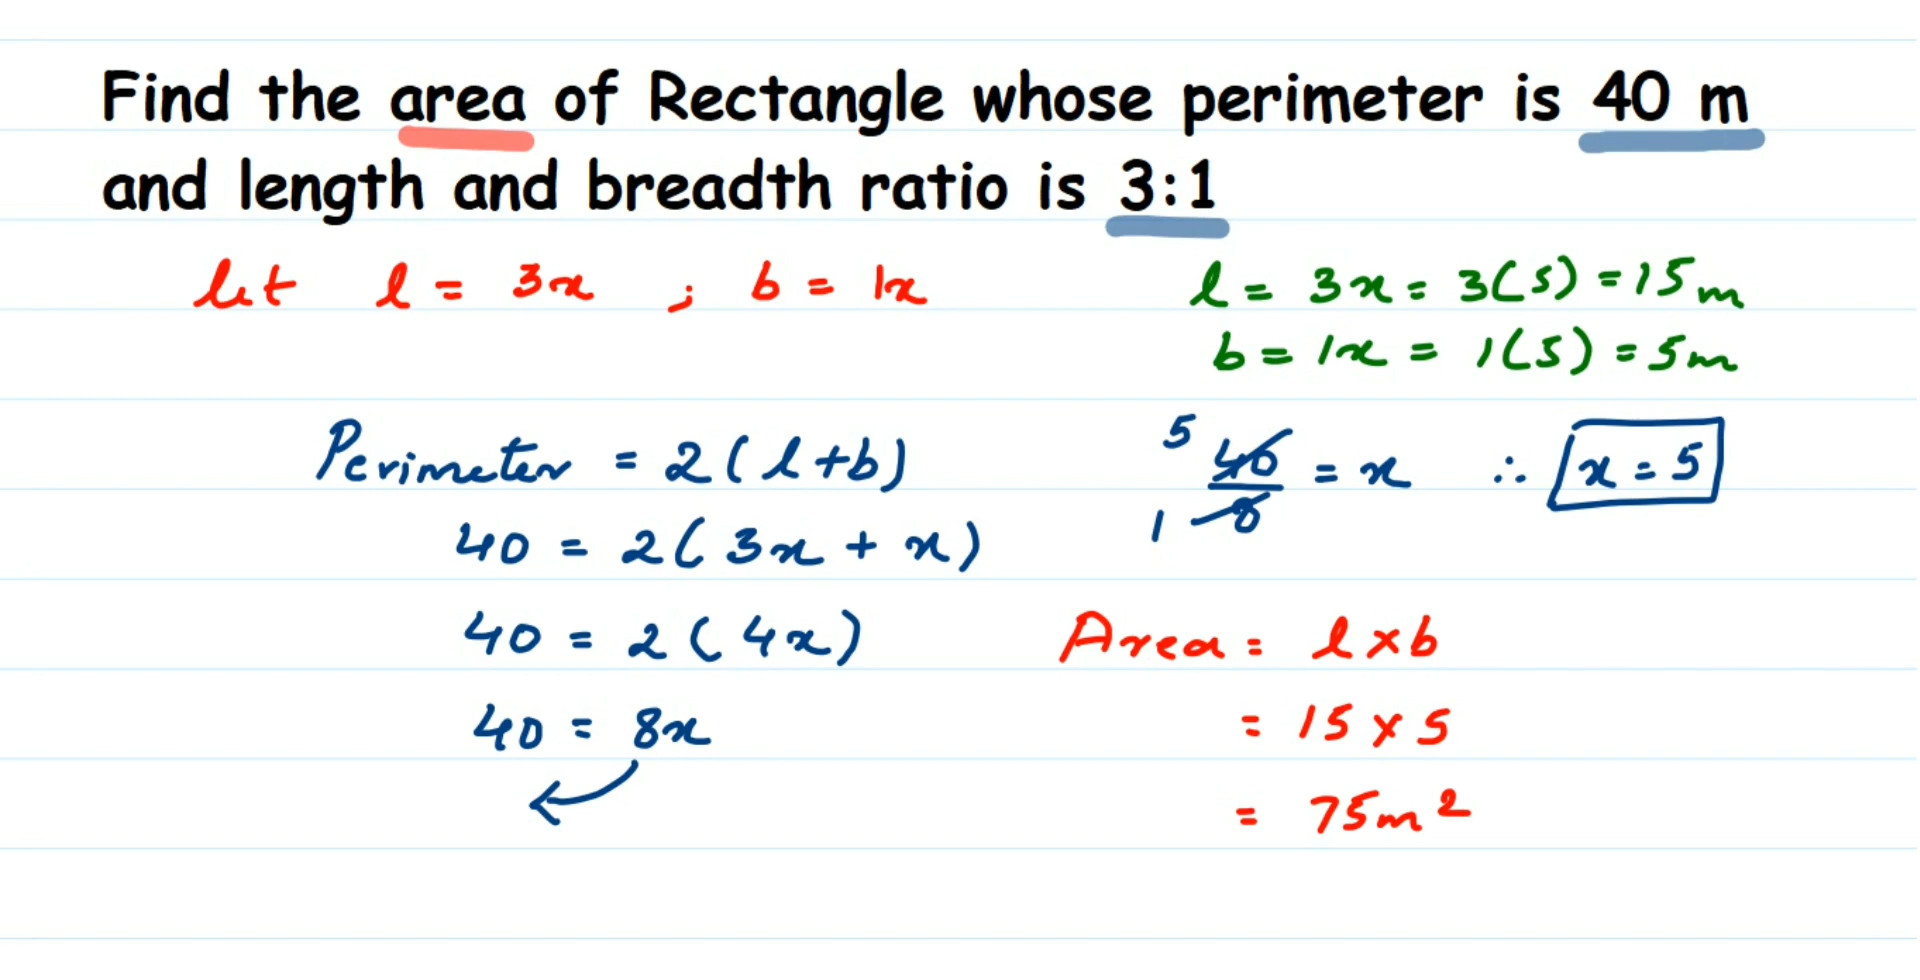 Find the area of Rectangle whose perimeter is 40 m
and length and breadth ratio is 3:1
let l = 3x ; b = 1x
l = 3x = 3(5) = 15m
b = 1x = 1(5) = 5m
Perimeter = 2(l+b)
40 = 2(3x + x)
40 = 2(4x)
40 = 8x
5 40/8 = x ∴ x = 5
1
Area = l×b
= 15 × 5
= 75m²